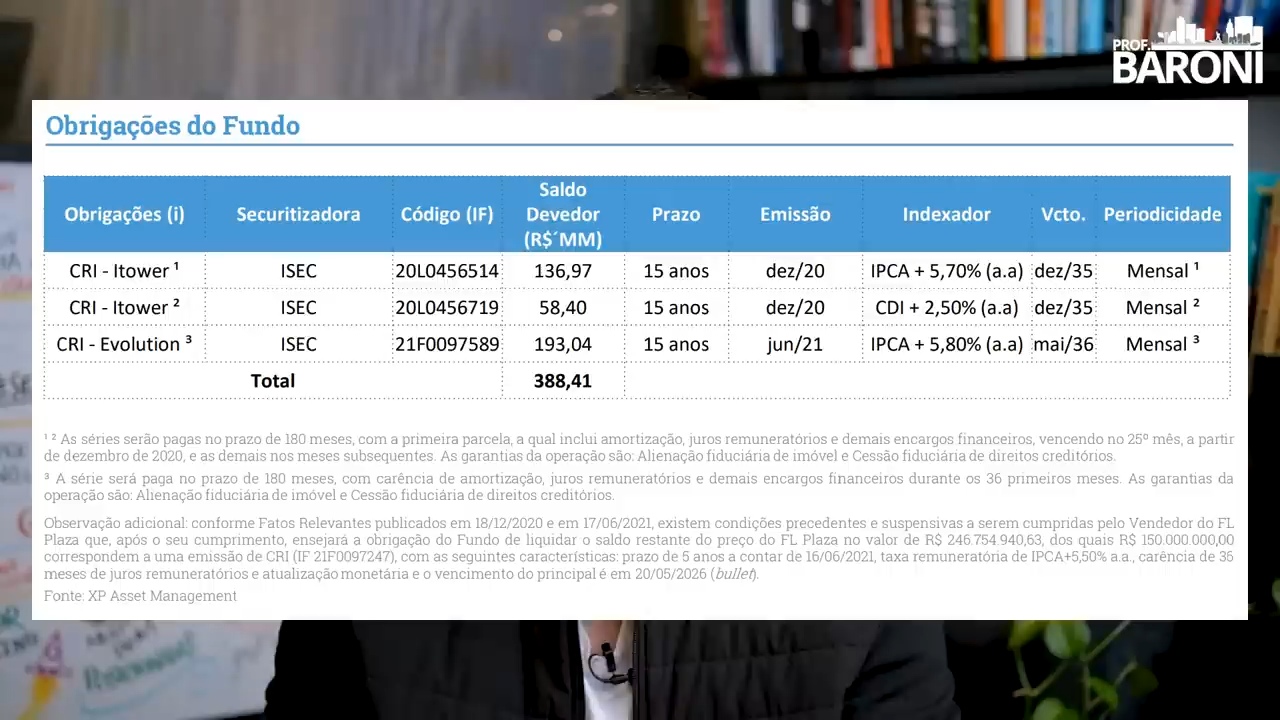 PROF.
BARONI
Obrigações do Fundo
Obrigações (i) Securitizadora Código (IF) Saldo Devedor (R$´MM) Prazo Emissão Indexador Vcto. Periodicidade
CRI - Itower ¹ ISEC 20L0456514 136,97 15 anos dez/20 IPCA + 5,70% (a.a) dez/35 Mensal ¹
CRI - Itower ² ISEC 20L0456719 58,40 15 anos dez/20 CDI + 2,50% (a.a) dez/35 Mensal ²
CRI - Evolution ³ ISEC 21F0097589 193,04 15 anos jun/21 IPCA + 5,80% (a.a) mai/36 Mensal ³
Total 388,41
¹ ² As séries serão pagas no prazo de 180 meses, com a primeira parcela, a qual inclui amortização, juros remuneratórios e demais encargos financeiros, vencendo no 25º mês, a partir
de dezembro de 2020, e as demais nos meses subsequentes. As garantias da operação são: Alienação fiduciária de imóvel e Cessão fiduciária de direitos creditórios.
³ A série será paga no prazo de 180 meses, com carência de amortização, juros remuneratórios e demais encargos financeiros durante os 36 primeiros meses. As garantias da
operação são: Alienação fiduciária de imóvel e Cessão fiduciária de direitos creditórios.
Observação adicional: conforme Fatos Relevantes publicados em 18/12/2020 e em 17/06/2021, existem condições precedentes e suspensivas a serem cumpridas pelo Vendedor do FL
Plaza que, após o seu cumprimento, ensejará a obrigação do Fundo de liquidar o saldo restante do preço do FL Plaza no valor de R$ 246.754.940,63, dos quais R$ 150.000.000,00
correspondem a uma emissão de CRI (IF 21F0097247), com as seguintes características: prazo de 5 anos a contar de 16/06/2021, taxa remuneratória de IPCA+5,50% a.a., carência de 36
meses de juros remuneratórios e atualização monetária e o vencimento do principal é em 20/05/2026 (bullet).
Fonte: XP Asset Management